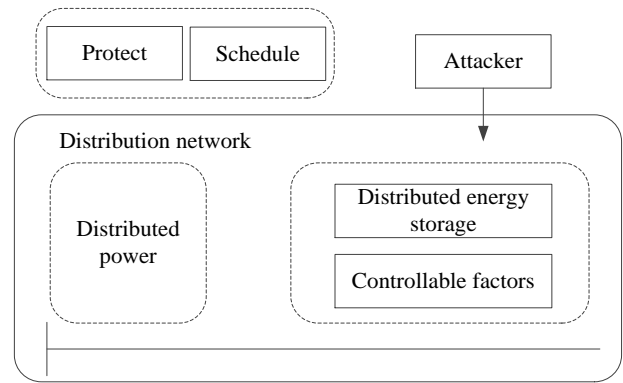 Protect
Schedule
Attacker
Distribution network
Distributed
power
Distributed energy
storage
Controllable factors